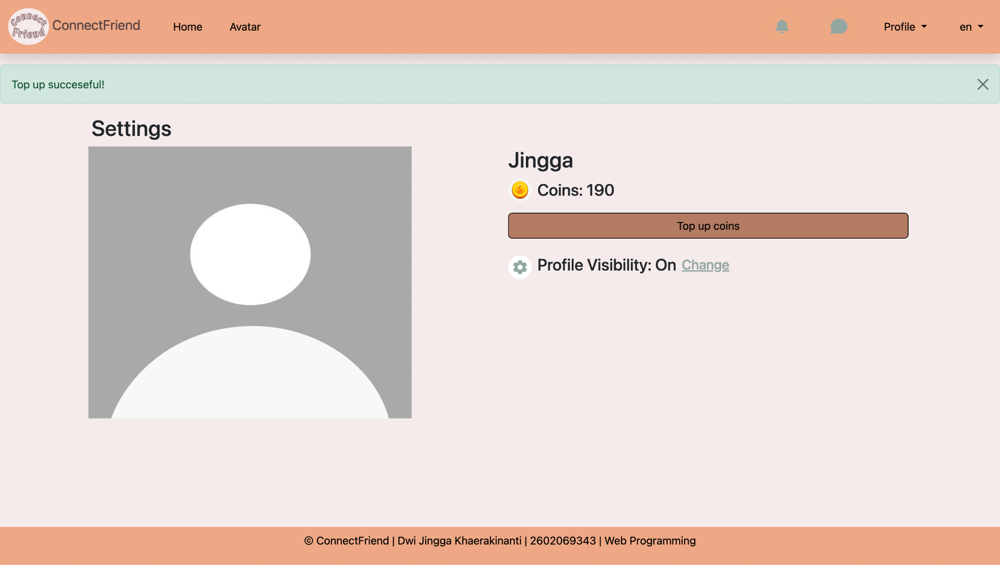 Connect
Friend
ConnectFriend
Home
Avatar
Profile
en
Top up succeseful!
Settings
Jingga
$
Coins: 190
Top up coins
Profile Visibility: On Change
© ConnectFriend | Dwi Jingga Khaerakinanti | 2602069343 | Web Programming